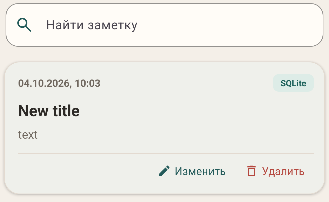 Найти заметку
04.10.2026, 10:03
SQLite
New title
text
Изменить
Удалить